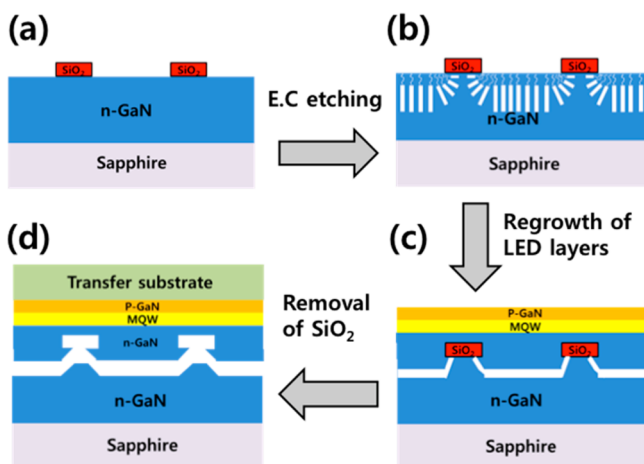 (a)
SiO₂
SiO₂
n-GaN
Sapphire
E.C etching
(b)
SiO₂
SiO₂
n-GaN
Sapphire
Regrowth of
LED layers
(c)
P-GaN
MQW
SiO₂
SiO₂
n-GaN
Sapphire
Removal
of SiO₂
(d)
Transfer substrate
P-GaN
MQW
n-GaN
n-GaN
Sapphire